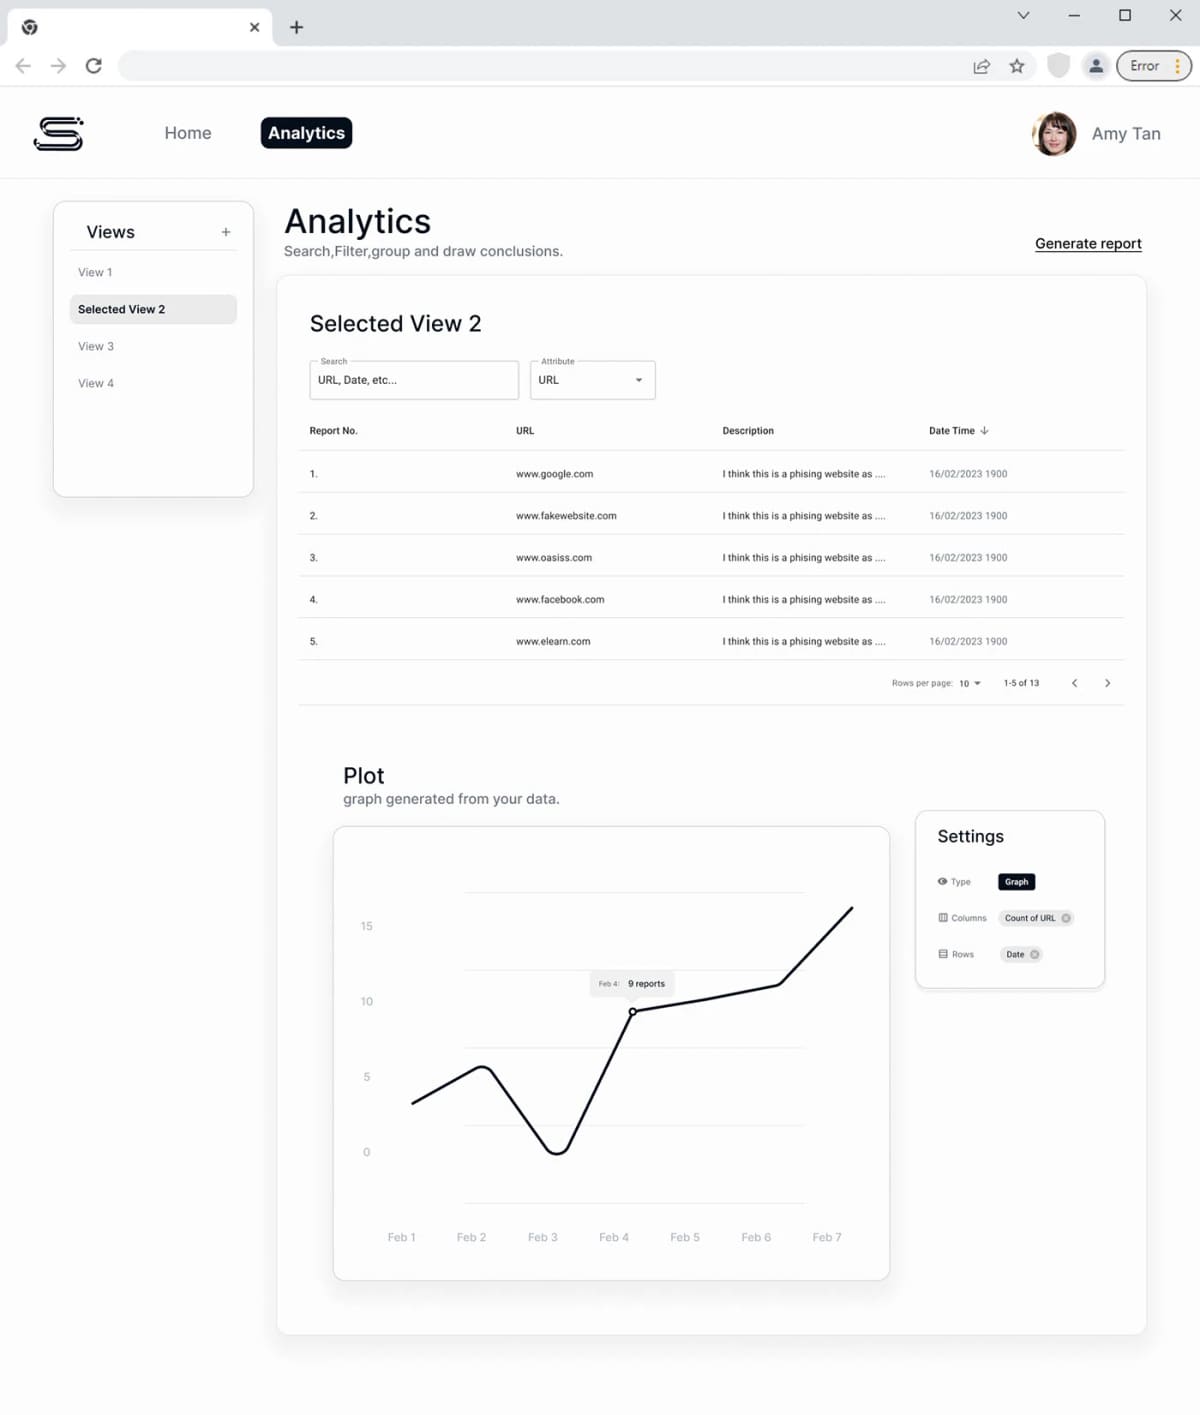 Error
Home
Analytics
Amy Tan
Views
+
View 1
Selected View 2
View 3
View 4
Analytics
Search,Filter,group and draw conclusions.
Generate report
Selected View 2
Search
URL, Date, etc...
Attribute
URL
Report No. URL Description Date Time ↓
1. www.google.com I think this is a phising website as .... 16/02/2023 1900
2. www.fakewebsite.com I think this is a phising website as .... 16/02/2023 1900
3. www.oasiss.com I think this is a phising website as .... 16/02/2023 1900
4. www.facebook.com I think this is a phising website as .... 16/02/2023 1900
5. www.elearn.com I think this is a phising website as .... 16/02/2023 1900
Rows per page: 10 1-5 of 13
Plot
graph generated from your data.
15
10
5
0
Feb 4: 9 reports
Feb 1 Feb 2 Feb 3 Feb 4 Feb 5 Feb 6 Feb 7
Settings
Type Graph
Columns Count of URL
Rows Date